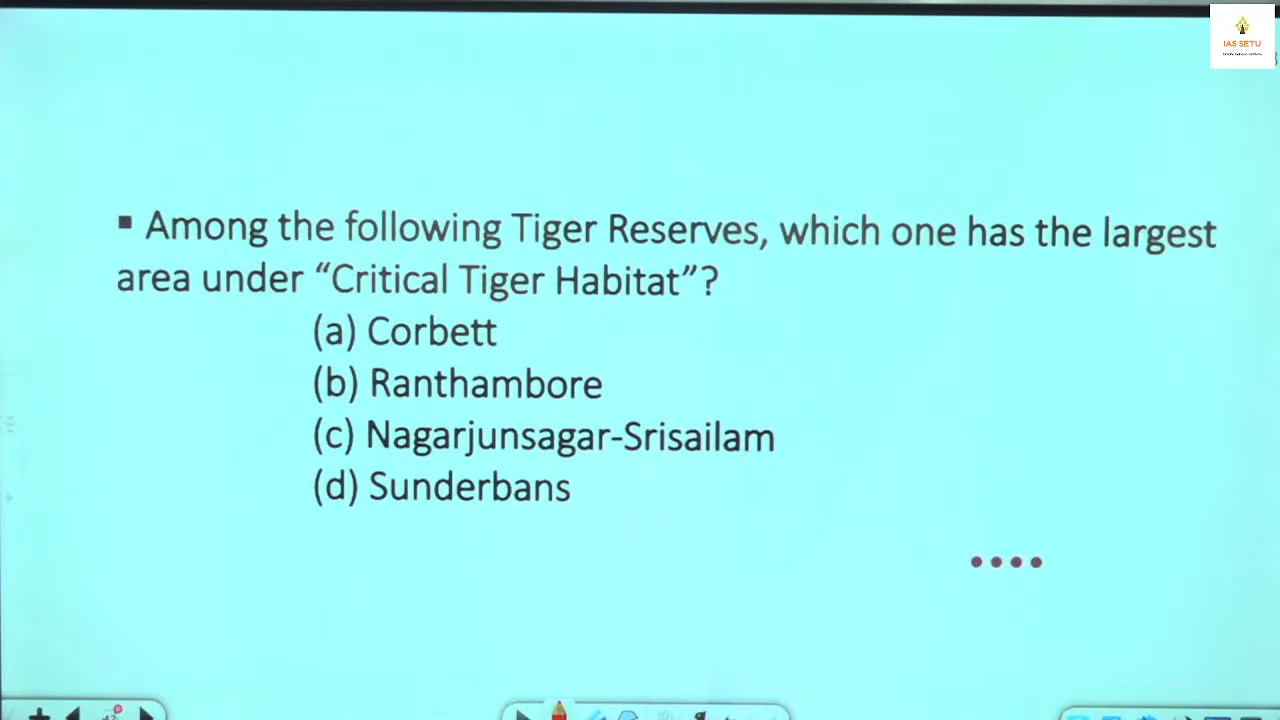 IAS SETU
▪ Among the following Tiger Reserves, which one has the largest
area under “Critical Tiger Habitat”?
(a) Corbett
(b) Ranthambore
(c) Nagarjunsagar-Srisailam
(d) Sunderbans